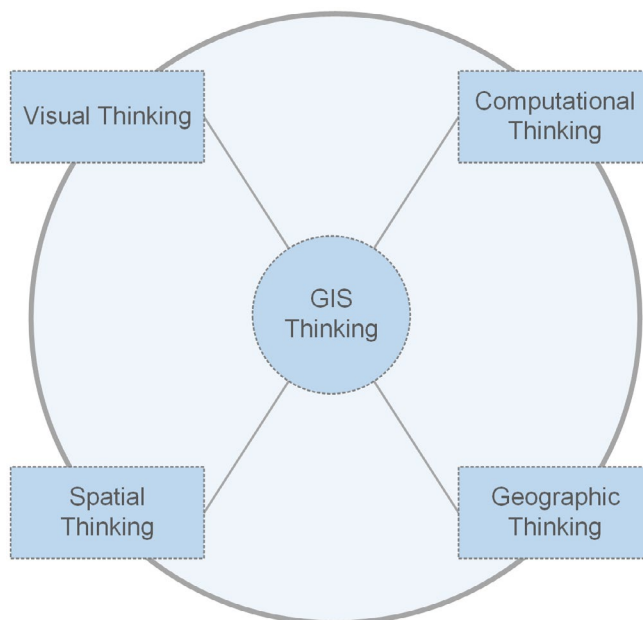 Visual Thinking
Computational
Thinking
GIS
Thinking
Spatial
Thinking
Geographic
Thinking